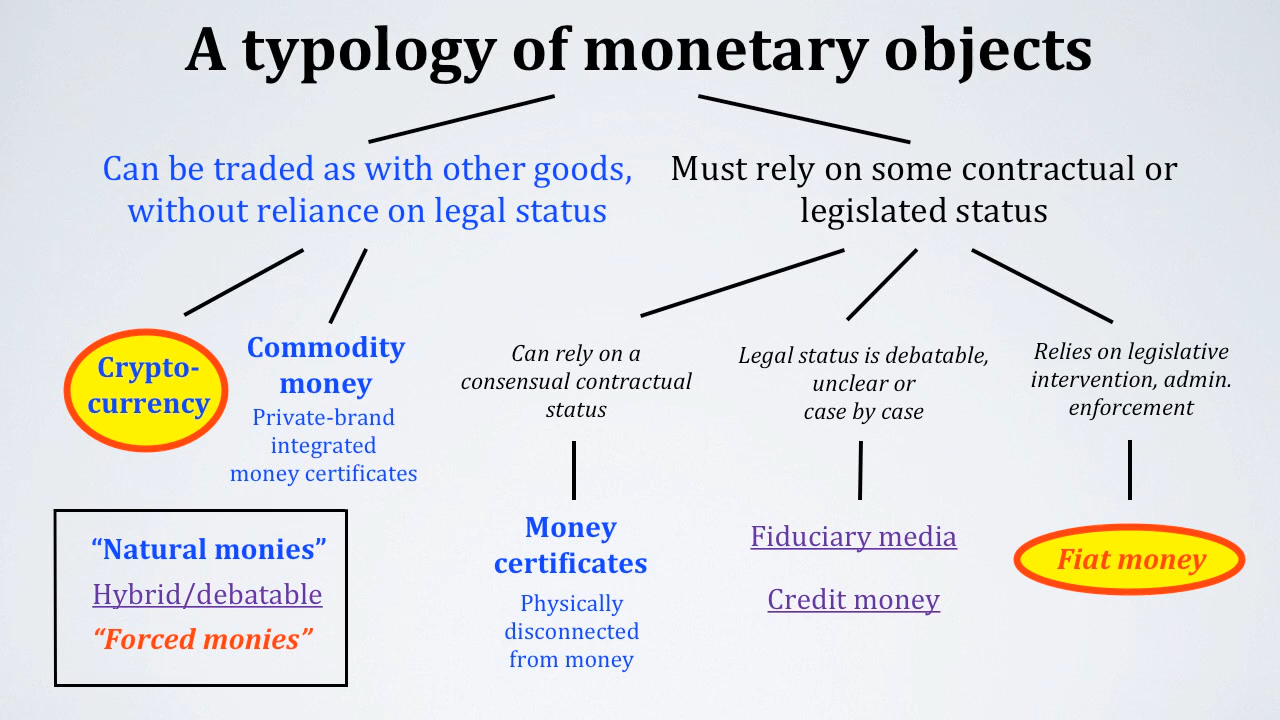 A typology of monetary objects
Can be traded as with other goods,
without reliance on legal status
Must rely on some contractual or
legislated status
Crypto-
currency
Commodity
money
Private-brand
integrated
money certificates
Can rely on a
consensual contractual
status
Legal status is debatable,
unclear or
case by case
Relies on legislative
intervention, admin.
enforcement
“Natural monies”
Hybrid/debatable
“Forced monies”
Money
certificates
Physically
disconnected
from money
Fiduciary media
Credit money
Fiat money